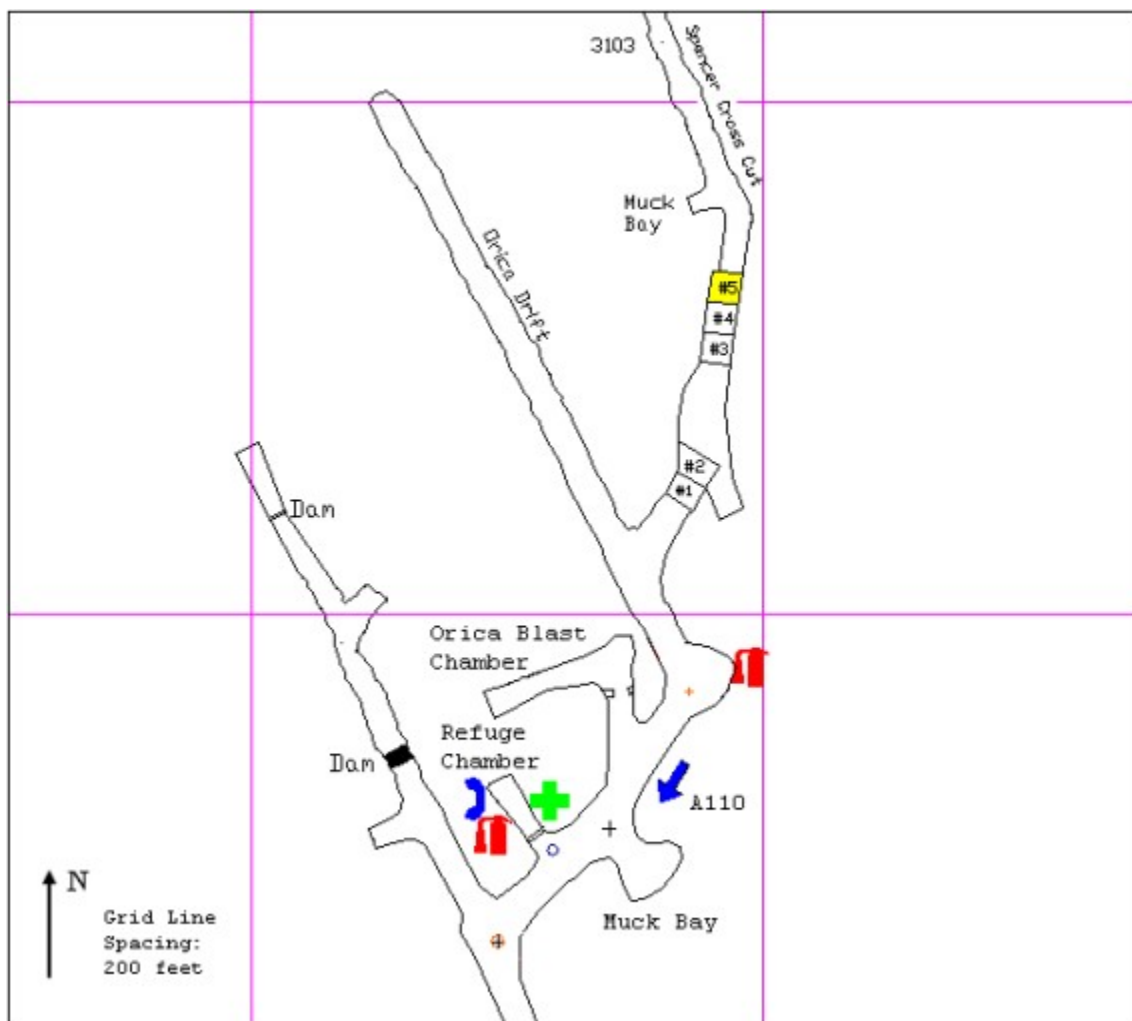 3103
Spencer Cross Cut
Muck
Bay
Orica Drift
#5
#4
#3
#2
#1
Dam
Orica Blast
Chamber
Refuge
Chamber
Dam
A110
N
Muck Bay
Grid Line
Spacing:
200 feet